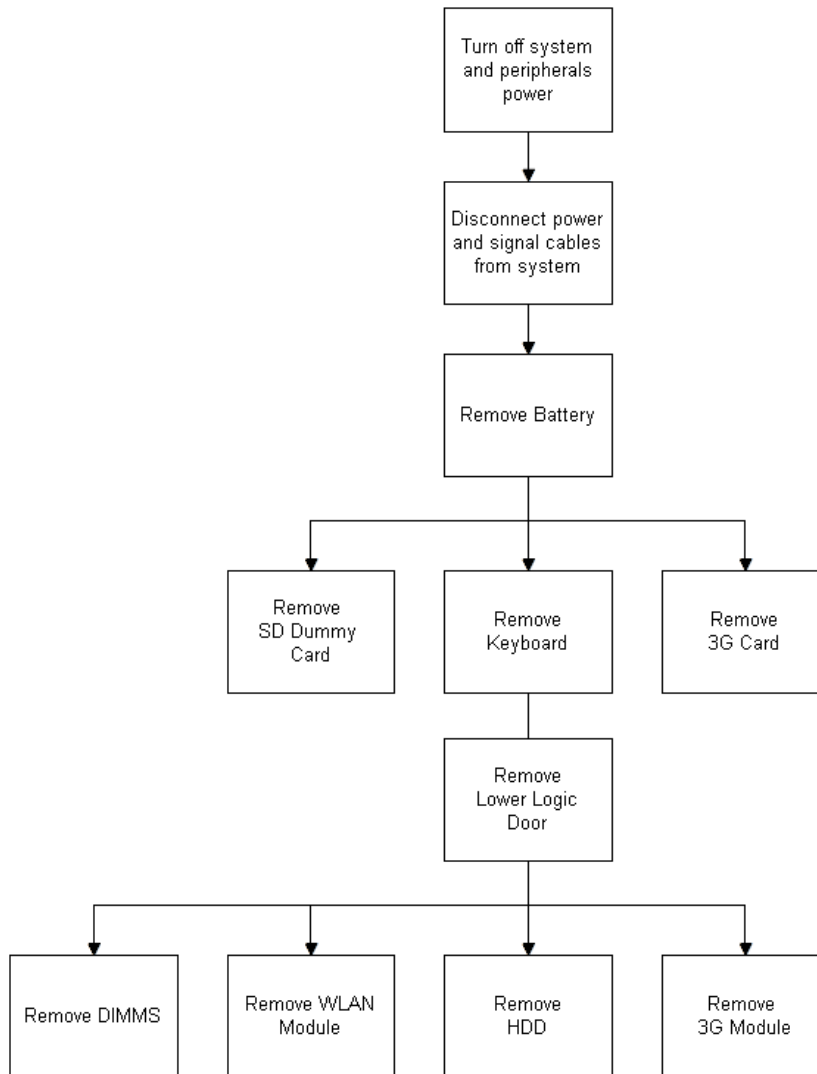 Turn off system
and peripherals
power
Disconnect power
and signal cables
from system
Remove Battery
Remove
SD Dummy
Card
Remove
Keyboard
Remove
3G Card
Remove
Lower Logic
Door
Remove DIMMS
Remove WLAN
Module
Remove
HDD
Remove
3G Module